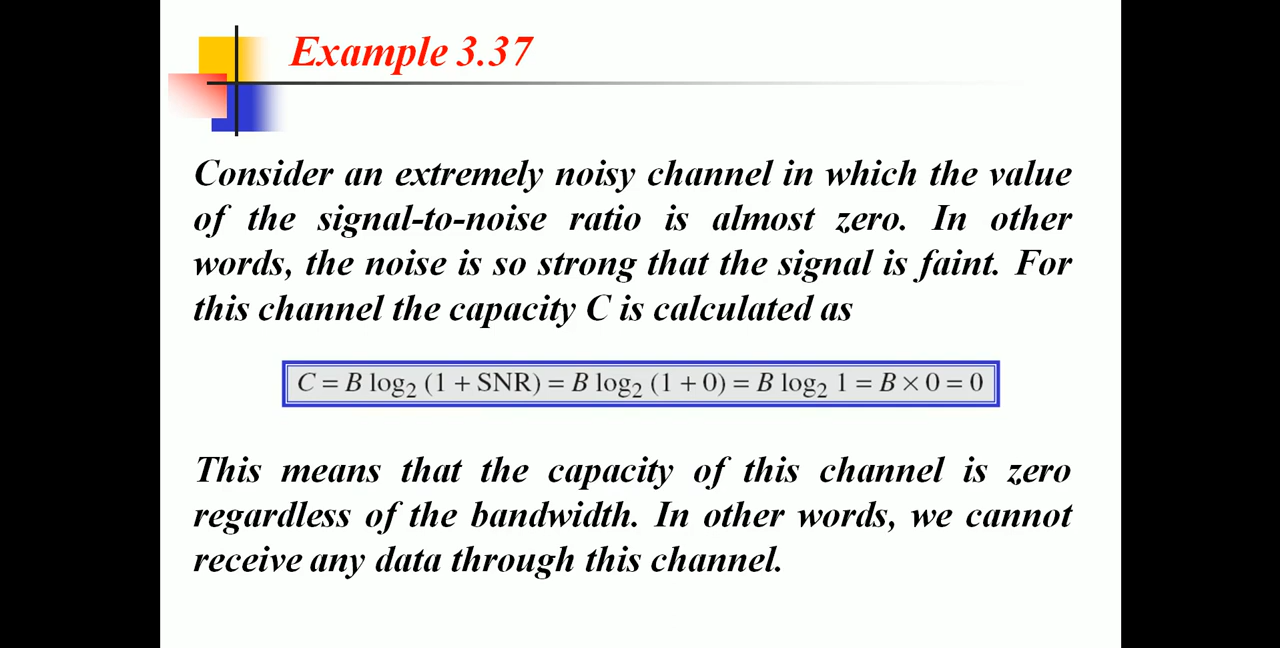 Example 3.37
Consider an extremely noisy channel in which the value
of the signal-to-noise ratio is almost zero. In other
words, the noise is so strong that the signal is faint. For
this channel the capacity C is calculated as
C = B log₂ (1 + SNR) = B log₂ (1 + 0) = B log₂ 1 = B × 0 = 0
This means that the capacity of this channel is zero
regardless of the bandwidth. In other words, we cannot
receive any data through this channel.